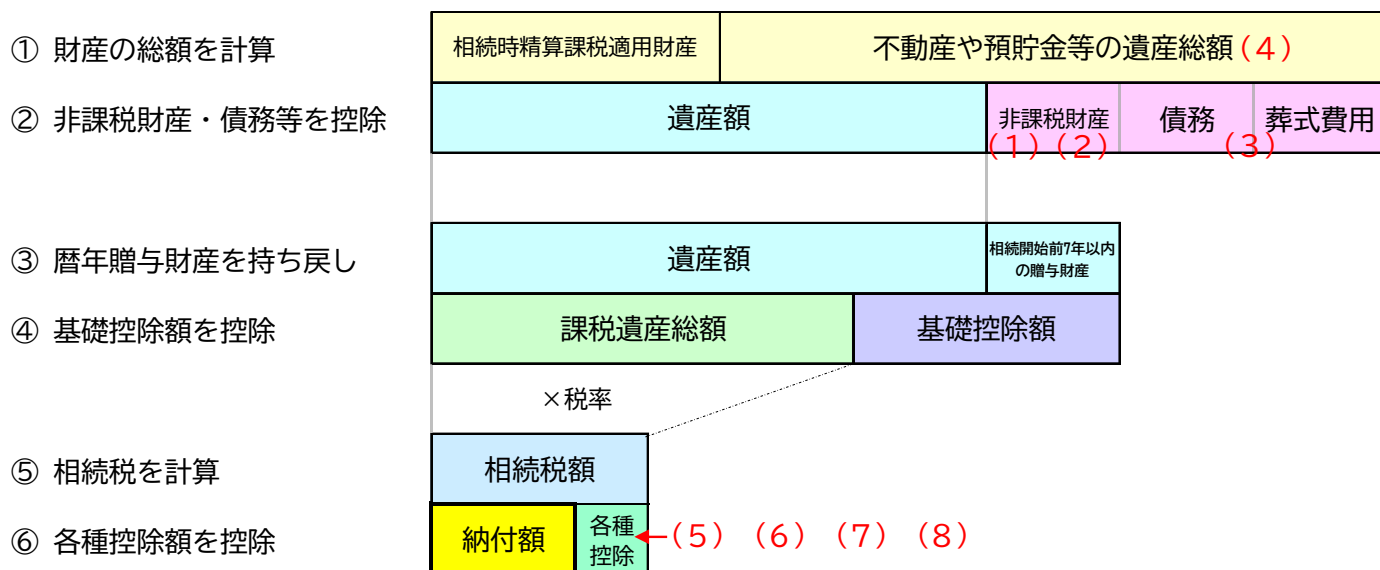 ① 財産の総額を計算
相続時精算課税適用財産
不動産や預貯金等の遺産総額(4)
② 非課税財産・債務等を控除
遺産額
非課税財産
債務
葬式費用
(1)(2)
(3)
③ 暦年贈与財産を持ち戻し
遺産額
相続開始前7年以内
の贈与財産
④ 基礎控除額を控除
課税遺産総額
基礎控除額
×税率
⑤ 相続税を計算
相続税額
⑥ 各種控除額を控除
納付額
各種
控除
(5) (6) (7) (8)